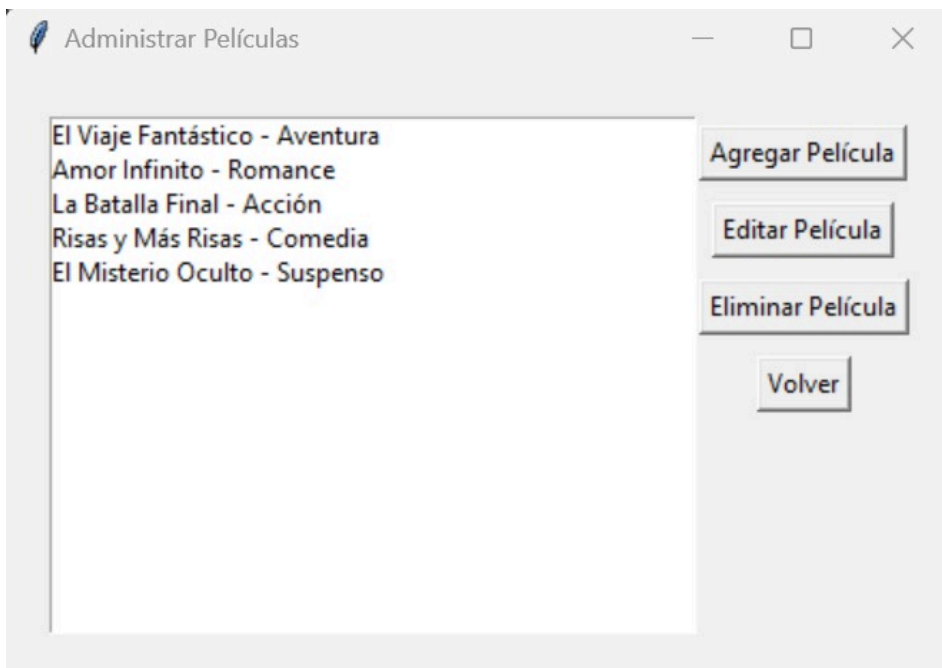 Administrar Películas
El Viaje Fantástico - Aventura
Amor Infinito - Romance
La Batalla Final - Acción
Risas y Más Risas - Comedia
El Misterio Oculto - Suspenso
Agregar Película
Editar Película
Eliminar Película
Volver